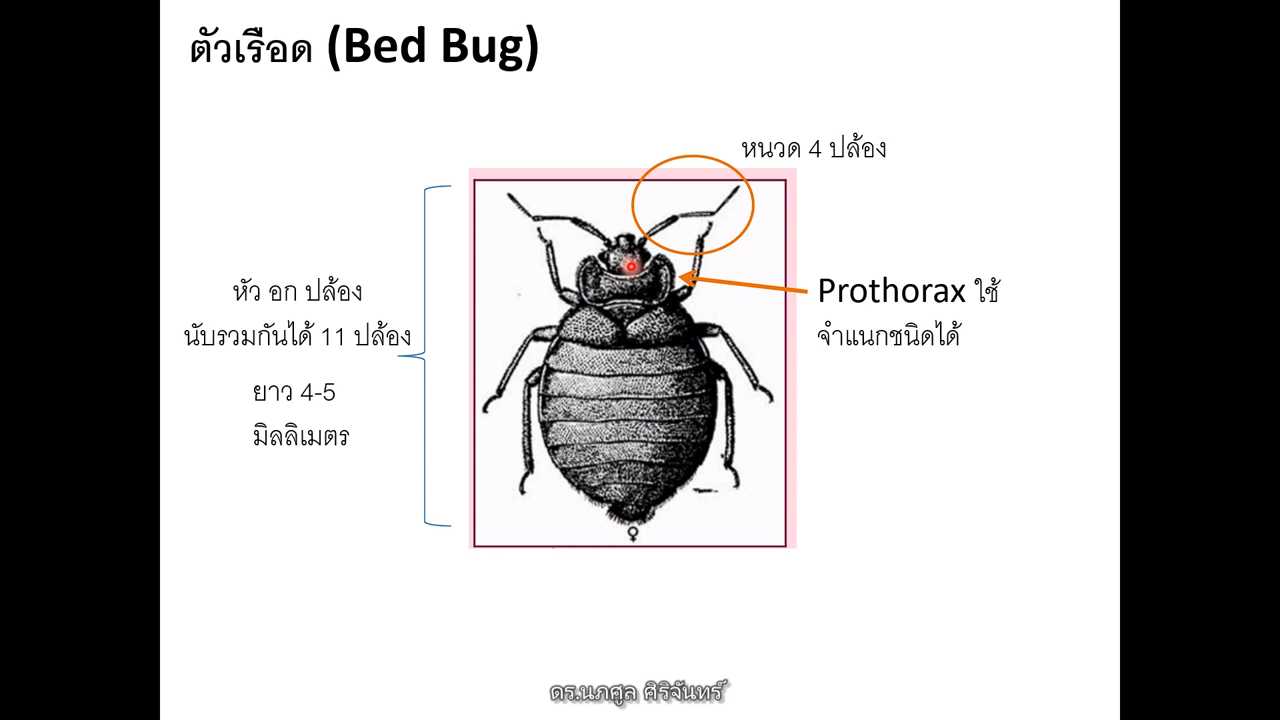 ตัวเรือด (Bed Bug)
หนวด 4 ปล้อง
หัว อก ปล้อง
นับรวมกันได้ 11 ปล้อง
ยาว 4-5
มิลลิเมตร
Prothorax ใช้
จำแนกชนิดได้
♀
ดร.นภศูล ศิริจันทร์